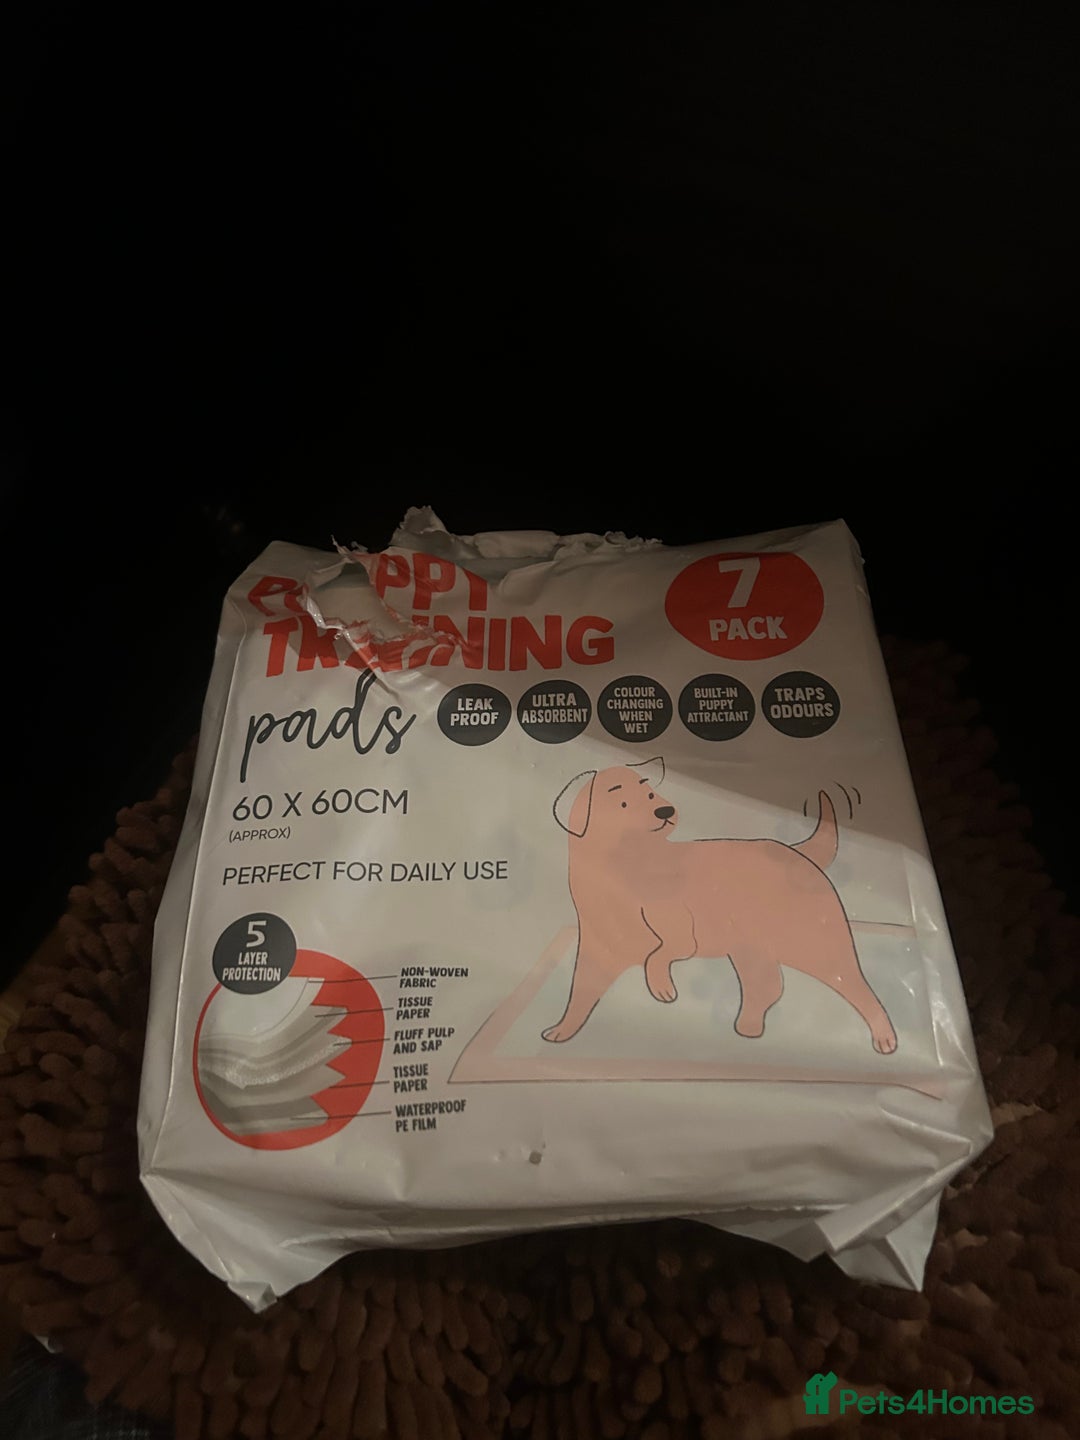 PUPPY
TRAINING
pads
7
PACK
LEAK
PROOF
ULTRA
ABSORBENT
COLOUR
CHANGING
WHEN
WET
BUILT-IN
PUPPY
ATTRACTANT
TRAPS
ODOURS
60 X 60CM
(APPROX)
PERFECT FOR DAILY USE
5
LAYER
PROTECTION
NON-WOVEN
FABRIC
TISSUE
PAPER
FLUFF PULP
AND SAP
TISSUE
PAPER
WATERPROOF
PE FILM
Pets4Homes